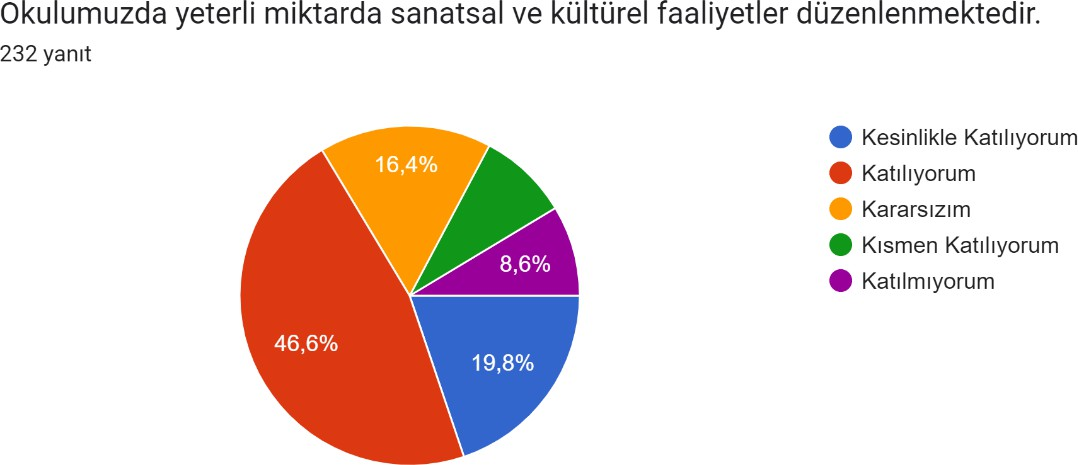 Okulumuzda yeterli miktarda sanatsal ve kültürel faaliyetler düzenlenmektedir.
232 yanıt
16,4%
8,6%
46,6%
19,8%
Kesinlikle Katılıyorum
Katılıyorum
Kararsızım
Kısmen Katılıyorum
Katılmıyorum